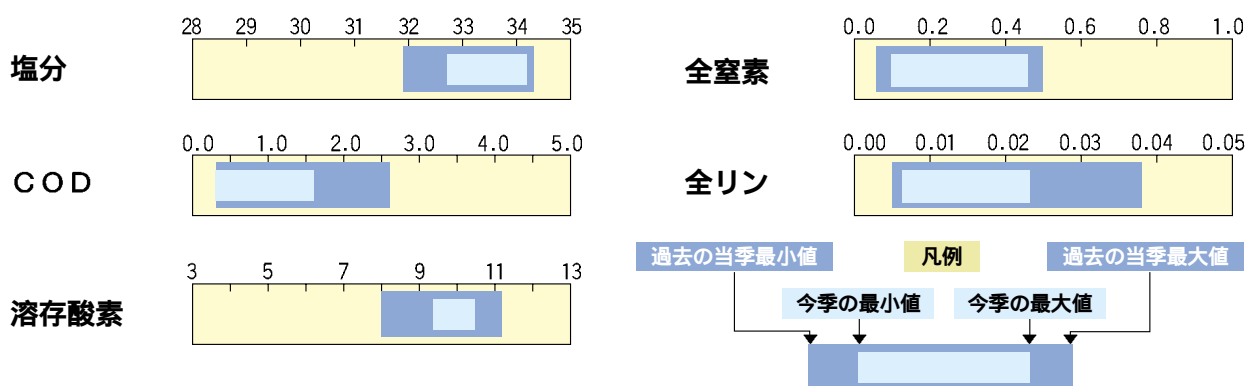 28 29 30 31 32 33 34 35
塩分
0.0 1.0 2.0 3.0 4.0 5.0
ＣＯＤ
3 5 7 9 11 13
溶存酸素
0.0 0.2 0.4 0.6 0.8 1.0
全窒素
0.00 0.01 0.02 0.03 0.04 0.05
全リン
過去の当季最小値 凡例 過去の当季最大値
今季の最小値 今季の最大値